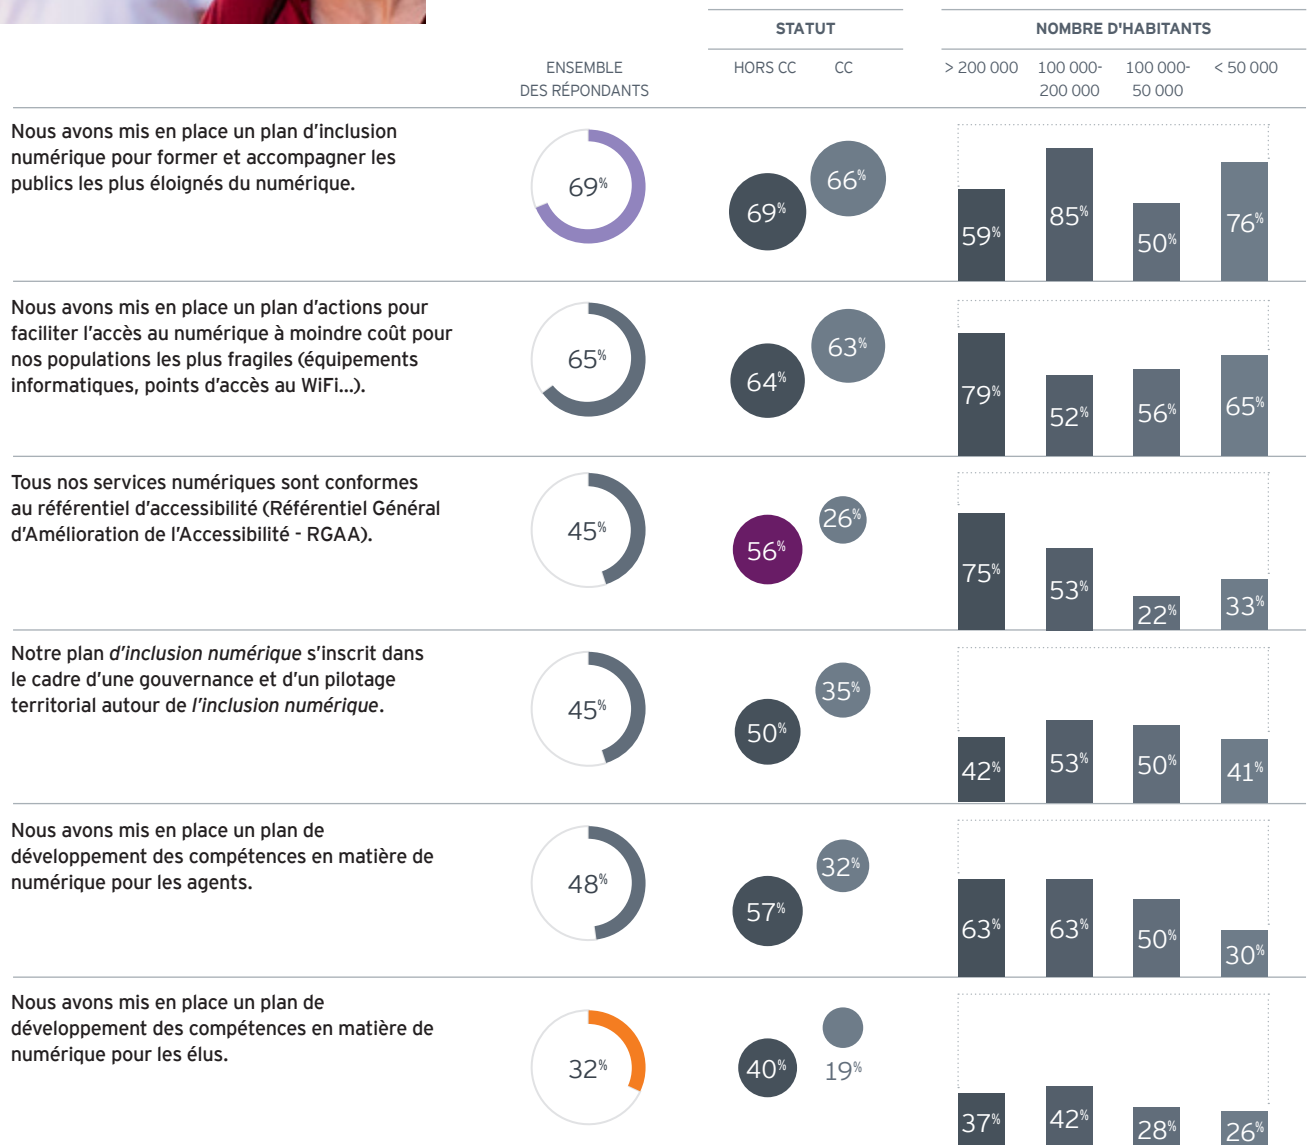 STATUT
NOMBRE D'HABITANTS
ENSEMBLE
DES RÉPONDANTS
HORS CC
CC
> 200 000
100 000-
200 000
100 000-
50 000
< 50 000
Nous avons mis en place un plan d’inclusion
numérique pour former et accompagner les
publics les plus éloignés du numérique.
69%
69%
66%
59%
85%
50%
76%
Nous avons mis en place un plan d’actions pour
faciliter l’accès au numérique à moindre coût pour
nos populations les plus fragiles (équipements
informatiques, points d’accès au WiFi...).
65%
64%
63%
79%
52%
56%
65%
Tous nos services numériques sont conformes
au référentiel d’accessibilité (Référentiel Général
d’Amélioration de l’Accessibilité - RGAA).
45%
56%
26%
75%
53%
22%
33%
Notre plan d’inclusion numérique s’inscrit dans
le cadre d’une gouvernance et d’un pilotage
territorial autour de l’inclusion numérique.
45%
50%
35%
42%
53%
50%
41%
Nous avons mis en place un plan de
développement des compétences en matière de
numérique pour les agents.
48%
57%
32%
63%
63%
50%
30%
Nous avons mis en place un plan de
développement des compétences en matière de
numérique pour les élus.
32%
40%
19%
37%
42%
28%
26%